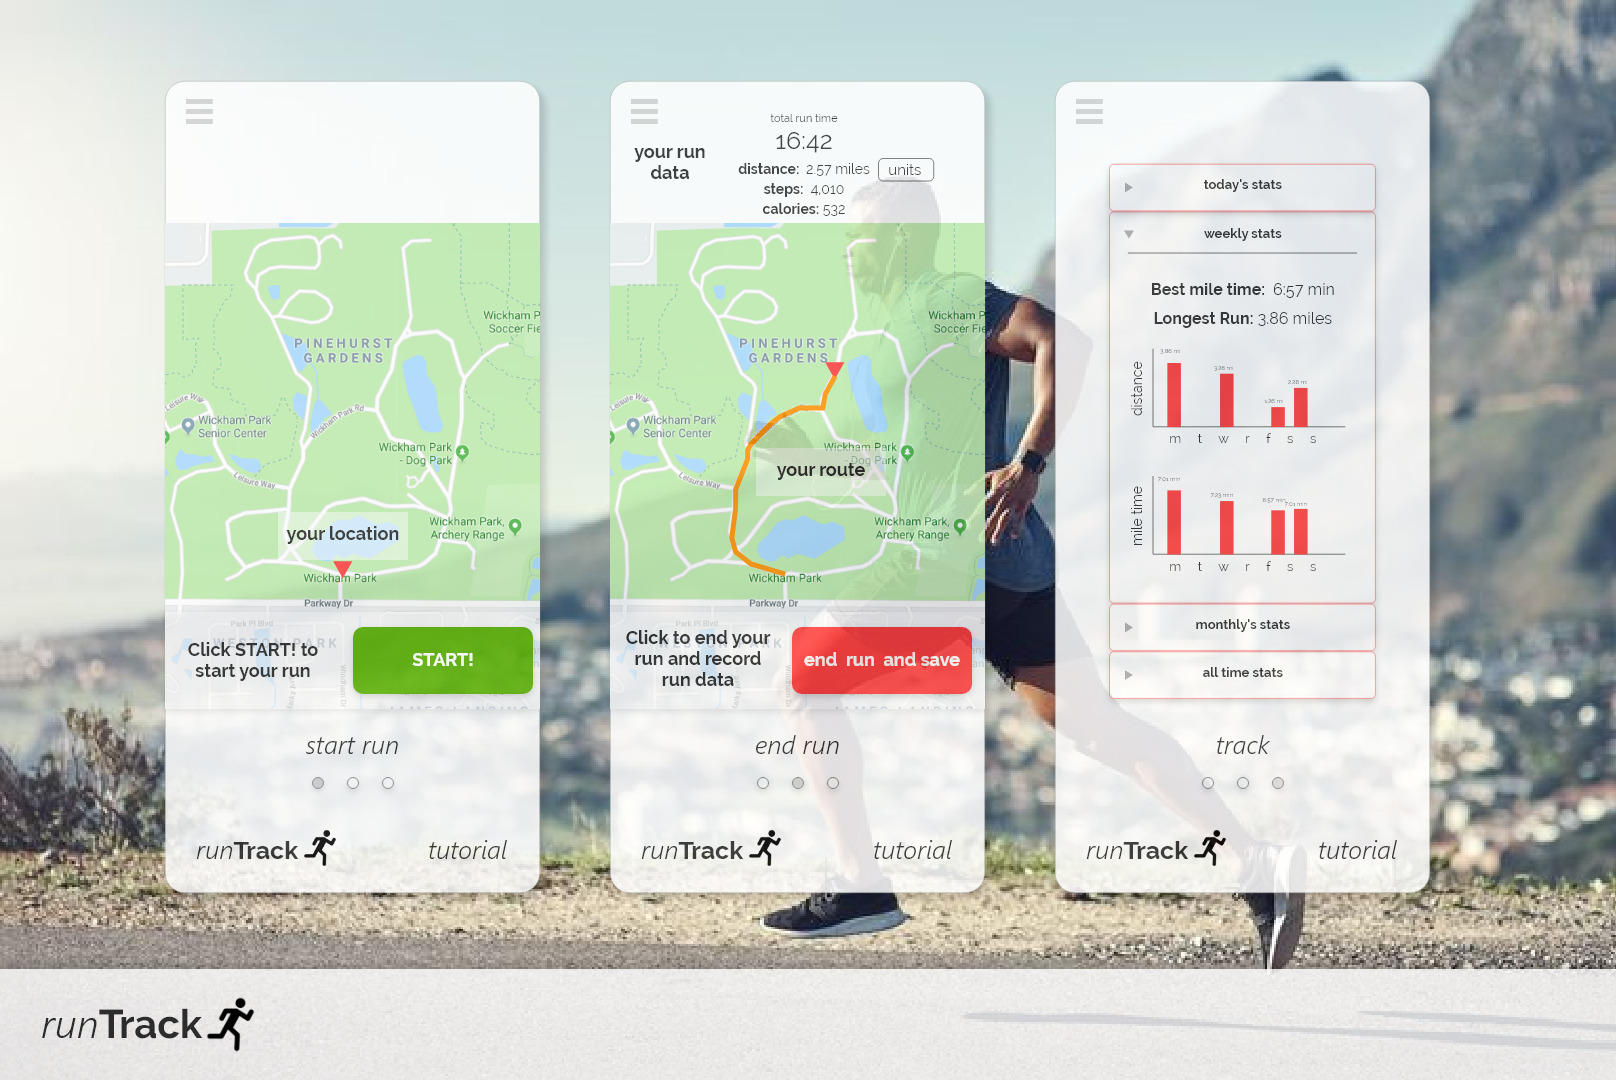 Wickham P
Soccer Fie
PINEHURST
GARDENS
Leisure Way
Wickham Park Rd
Wickham Park
Senior Center
Wickham Park
- Dog Park
Leisure Way
Wickham Park,
Archery Range
your location
Wickham Park
Parkway Dr
Park Pl Blvd
WESTON PARK
Click START! to
start your run
START!
start run
runTrack
tutorial
total run time
16:42
your run
data
distance: 2.57 miles
units
steps: 4,010
calories: 532
Wickham P
Soccer Fie
PINEHURST
GARDENS
Leisure Way
Wickham Park
Senior Center
Wickham Park
- Dog Park
your route
Leisure Way
Wickham Park,
Archery Range
Wickham Park
Parkway Dr
Park Pl Blvd
Click to end your
run and record
run data
end run and save
end run
runTrack
tutorial
today's stats
weekly stats
Best mile time: 6:57 min
Longest Run: 3.86 miles
distance
3.86 mi
3.26 mi
1.26 mi
2.26 mi
m t w r f s s
mile time
7:01 min
7:23 min
6:57 min
7:01 min
m t w r f s s
monthly's stats
all time stats
track
runTrack
tutorial
runTrack